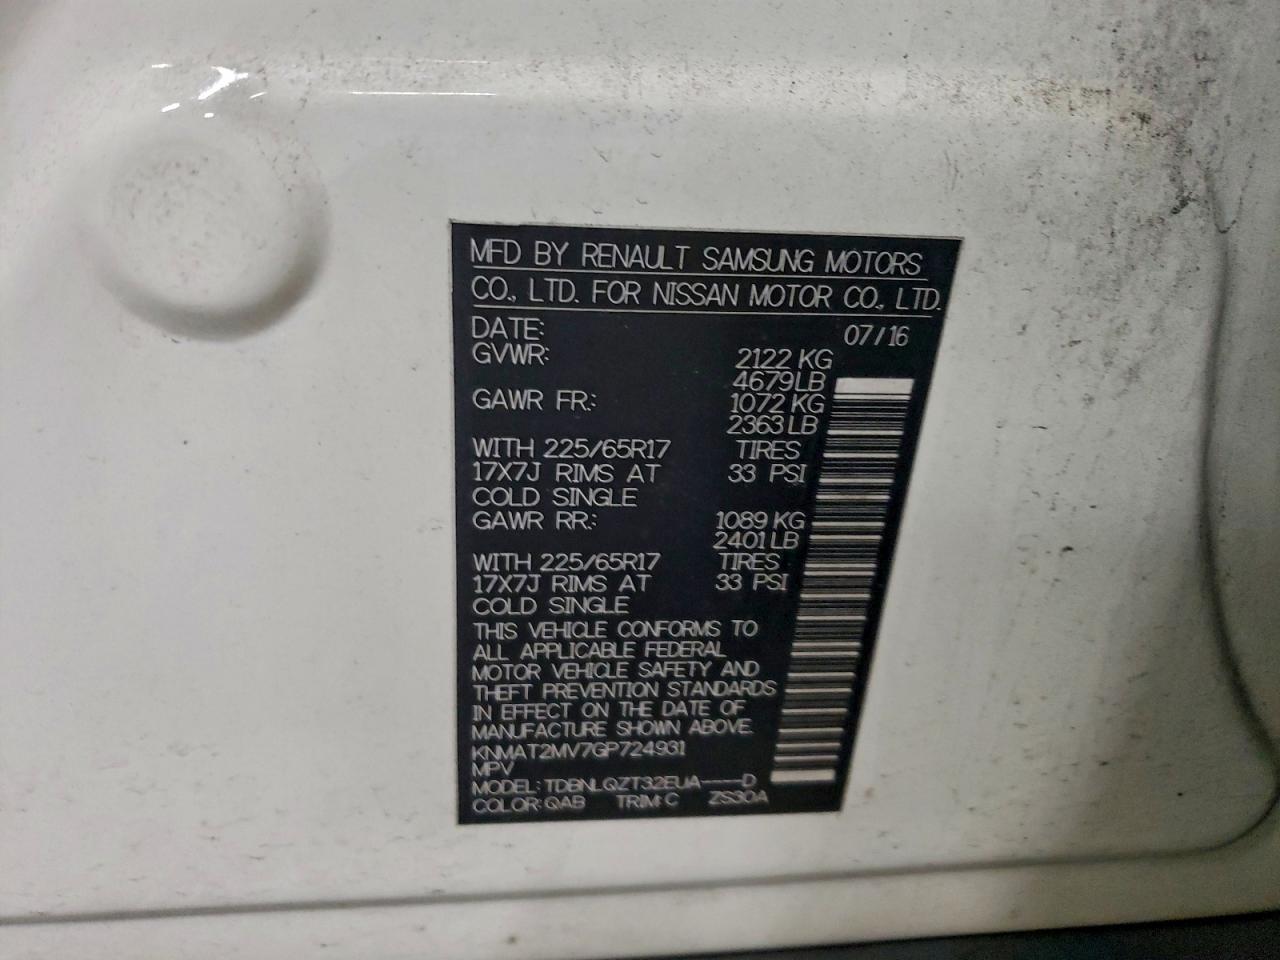 MFD BY RENAULT SAMSUNG MOTORS
CO., LTD. FOR NISSAN MOTOR CO., LTD.
DATE: 07/16
GVWR: 2122 KG
4679LB
GAWR FR.: 1072 KG
2363LB
WITH 225/65R17 TIRES
17X7J RIMS AT 33 PSI
COLD SINGLE
GAWR RR.: 1089 KG
2401LB
WITH 225/65R17 TIRES
17X7J RIMS AT 33 PSI
COLD SINGLE
THIS VEHICLE CONFORMS TO
ALL APPLICABLE FEDERAL
MOTOR VEHICLE SAFETY AND
THEFT PREVENTION STANDARDS
IN EFFECT ON THE DATE OF
MANUFACTURE SHOWN ABOVE.
KNMAT2MV7GP724931
MPV
MODEL: TDBNLQZT32EUA----D
COLOR: QAB TRIM: C ZS30A